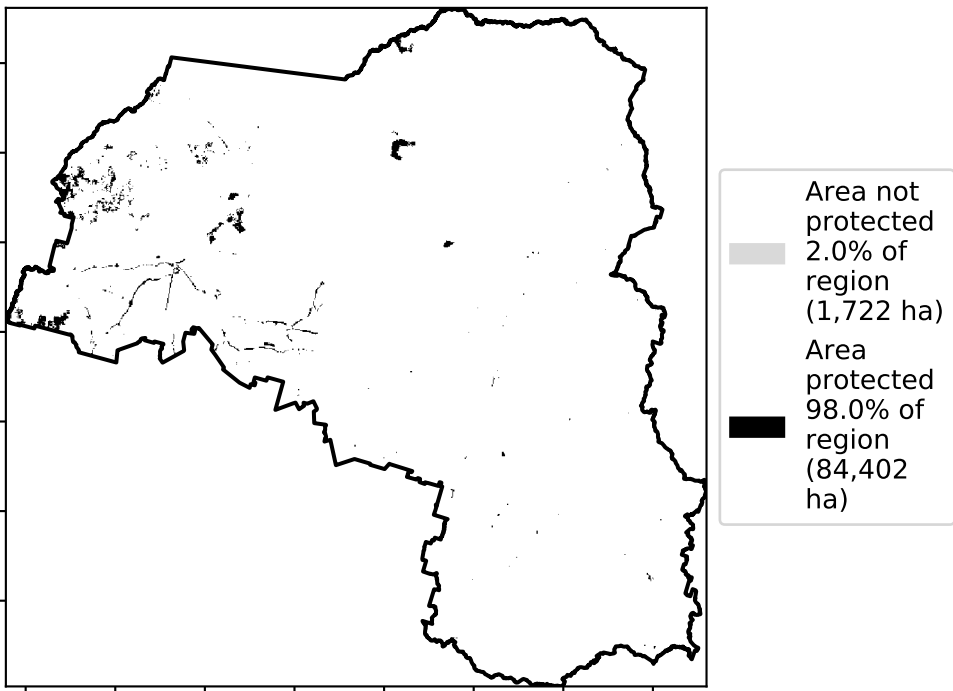 Area not
protected
2.0% of
region
(1,722 ha)
Area
protected
98.0% of
region
(84,402
ha)